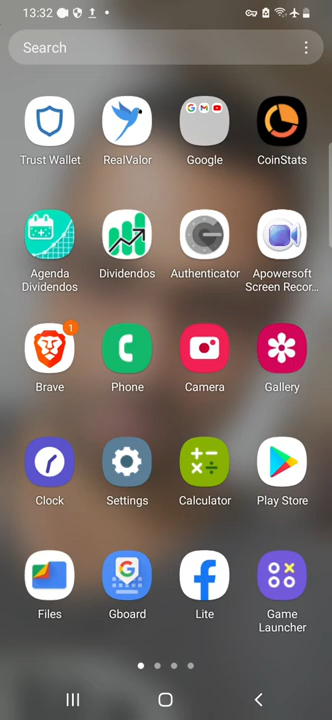 13:32
Search
Trust Wallet
RealValor
Google
CoinStats
Agenda
Dividendos
Dividendos
Authenticator
Apowersoft
Screen Recor...
1
Brave
Phone
Camera
Gallery
Clock
Settings
Calculator
Play Store
Files
Gboard
Lite
Game
Launcher